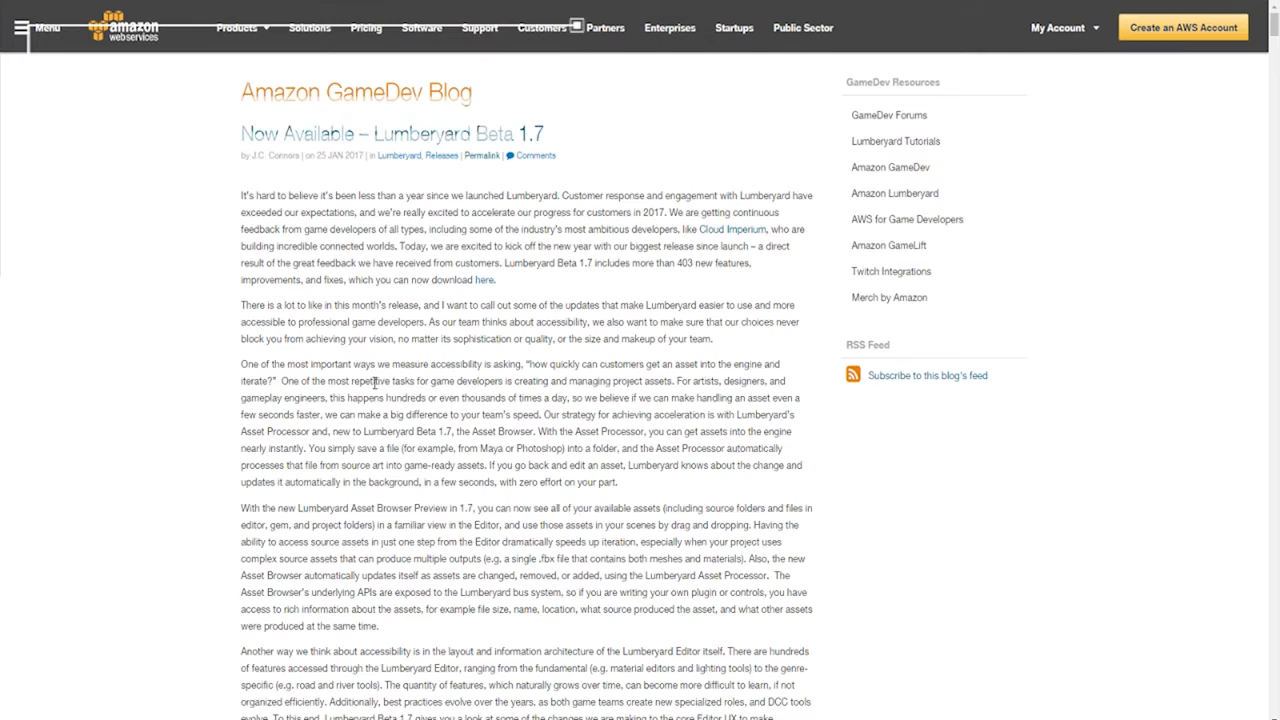 Menu
amazon
webservices
Products
Solutions
Pricing
Software
Support
Customers
Partners
Enterprises
Startups
Public Sector
My Account
Create an AWS Account
Amazon GameDev Blog
Now Available – Lumberyard Beta 1.7
by J.C. Connors | on 25 JAN 2017 | in Lumberyard, Releases | Permalink | Comments
It's hard to believe it's been less than a year since we launched Lumberyard. Customer response and engagement with Lumberyard have
exceeded our expectations, and we're really excited to accelerate our progress for customers in 2017. We are getting continuous
feedback from game developers of all types, including some of the industry's most ambitious developers, like Cloud Imperium, who are
building incredible connected worlds. Today, we are excited to kick off the new year with our biggest release since launch – a direct
result of the great feedback we have received from customers. Lumberyard Beta 1.7 includes more than 403 new features,
improvements, and fixes, which you can now download here.
There is a lot to like in this month's release, and I want to call out some of the updates that make Lumberyard easier to use and more
accessible to professional game developers. As our team thinks about accessibility, we also want to make sure that our choices never
block you from achieving your vision, no matter its sophistication or quality, or the size and makeup of your team.
One of the most important ways we measure accessibility is asking, “how quickly can customers get an asset into the engine and
iterate?” One of the most repetitive tasks for game developers is creating and managing project assets. For artists, designers, and
gameplay engineers, this happens hundreds or even thousands of times a day, so we believe if we can make handling an asset even a
few seconds faster, we can make a big difference to your team's speed. Our strategy for achieving acceleration is with Lumberyard's
Asset Processor and, new to Lumberyard Beta 1.7, the Asset Browser. With the Asset Processor, you can get assets into the engine
nearly instantly. You simply save a file (for example, from Maya or Photoshop) into a folder, and the Asset Processor automatically
processes that file from source art into game-ready assets. If you go back and edit an asset, Lumberyard knows about the change and
updates it automatically in the background, in a few seconds, with zero effort on your part.
With the new Lumberyard Asset Browser Preview in 1.7, you can now see all of your available assets (including source folders and files in
editor, gem, and project folders) in a familiar view in the Editor, and use those assets in your scenes by drag and dropping. Having the
ability to access source assets in just one step from the Editor dramatically speeds up iteration, especially when your project uses
complex source assets that can produce multiple outputs (e.g. a single .fbx file that contains both meshes and materials). Also, the new
Asset Browser automatically updates itself as assets are changed, removed, or added, using the Lumberyard Asset Processor. The
Asset Browser's underlying APIs are exposed to the Lumberyard bus system, so if you are writing your own plugin or controls, you have
access to rich information about the assets, for example file size, name, location, what source produced the asset, and what other assets
were produced at the same time.
Another way we think about accessibility is in the layout and information architecture of the Lumberyard Editor itself. There are hundreds
of features accessed through the Lumberyard Editor, ranging from the fundamental (e.g. material editors and lighting tools) to the genre-
specific (e.g. road and river tools). The quantity of features, which naturally grows over time, can become more difficult to learn, if not
organized efficiently. Additionally, best practices evolve over the years, as both game teams create new specialized roles, and DCC tools
evolve. To this end, Lumberyard Beta 1.7 gives you a look at some of the changes we are making to the core Editor UX to make
GameDev Resources
GameDev Forums
Lumberyard Tutorials
Amazon GameDev
Amazon Lumberyard
AWS for Game Developers
Amazon GameLift
Twitch Integrations
Merch by Amazon
RSS Feed
Subscribe to this blog's feed